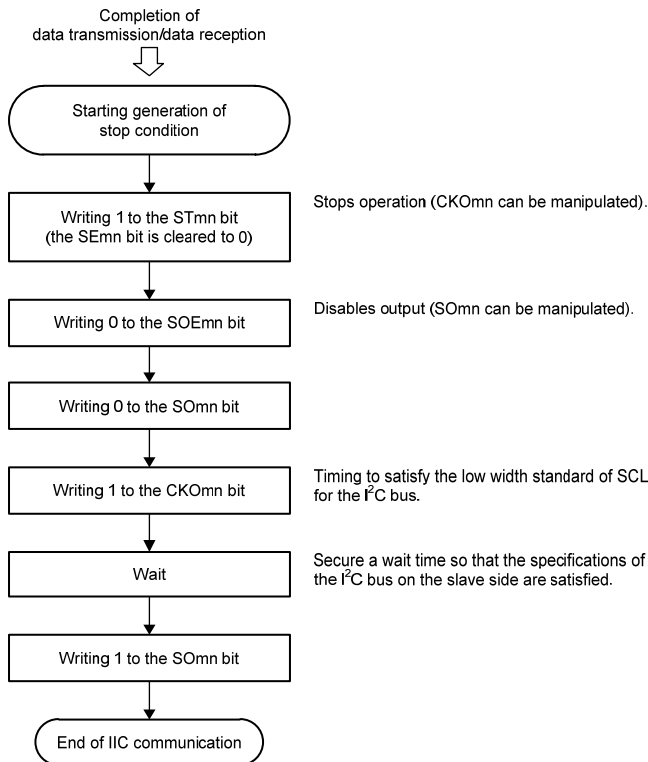 Completion of
data transmission/data reception
Starting generation of
stop condition
Writing 1 to the STmn bit
(the SEmn bit is cleared to 0)
Stops operation (CKOmn can be manipulated).
Writing 0 to the SOEmn bit
Disables output (SOmn can be manipulated).
Writing 0 to the SOmn bit
Writing 1 to the CKOmn bit
Timing to satisfy the low width standard of SCL
for the I²C bus.
Wait
Secure a wait time so that the specifications of
the I²C bus on the slave side are satisfied.
Writing 1 to the SOmn bit
End of IIC communication